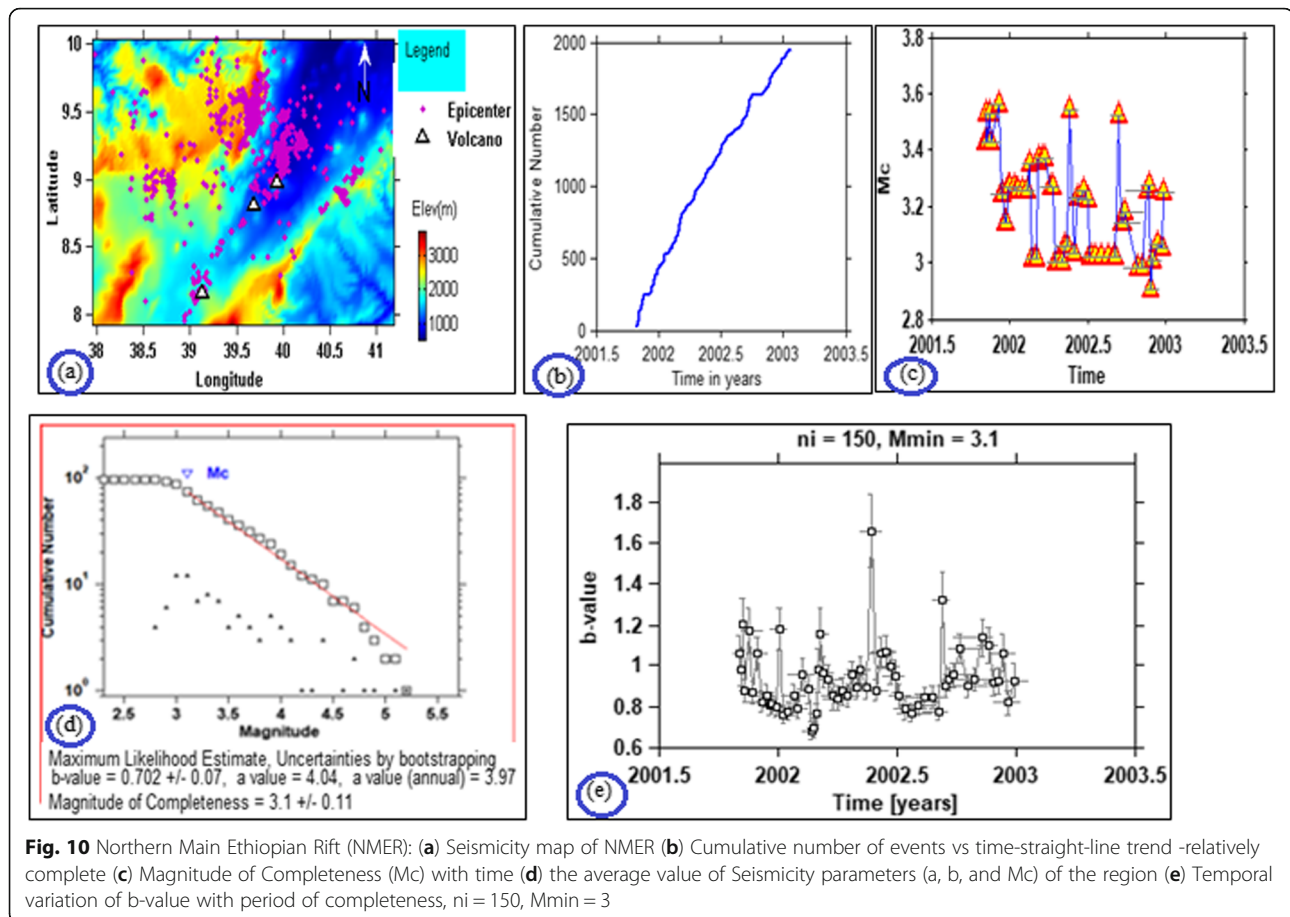 10
9.5
9
8.5
8
Latitude
38 38.5 39 39.5 40 40.5 41
Longitude
(a)
Legend
N
Epicenter
Volcano
Elev(m)
3000
2000
1000
(b)
2000
1500
1000
500
0
Cumulative Number
2001.5 2002 2002.5 2003 2003.5
Time in years
(c)
3.8
3.6
3.4
3.2
3
2.8
Mc
2001.5 2002 2002.5 2003 2003.5
Time
10²
10¹
10⁰
Cumulative Number
Mc
2.5 3 3.5 4 4.5 5 5.5
Magnitude
(d)
Maximum Likelihood Estimate, Uncertainties by bootstrapping
b-value = 0.702 +/- 0.07, a value = 4.04, a value (annual) = 3.97
Magnitude of Completeness = 3.1 +/- 0.11
ni = 150, Mmin = 3.1
1.8
1.6
1.4
1.2
1
0.8
0.6
b-value
2001.5 2002 2002.5 2003 2003.5
Time [years]
(e)
Fig. 10 Northern Main Ethiopian Rift (NMER): (a) Seismicity map of NMER (b) Cumulative number of events vs time-straight-line trend -relatively
complete (c) Magnitude of Completeness (Mc) with time (d) the average value of Seismicity parameters (a, b, and Mc) of the region (e) Temporal
variation of b-value with period of completeness, ni = 150, Mmin = 3